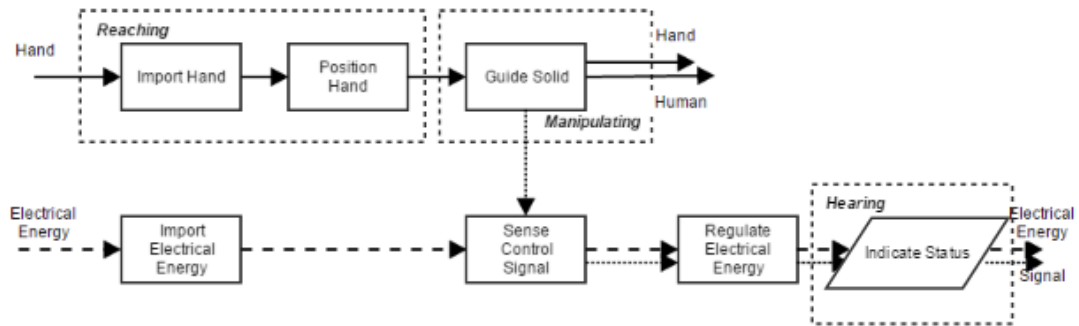 Reaching
Hand
Import Hand
Position
Hand
Guide Solid
Hand
Human
Manipulating
Electrical
Energy
Import
Electrical
Energy
Sense
Control
Signal
Regulate
Electrical
Energy
Hearing
Indicate Status
Electrical
Energy
Signal